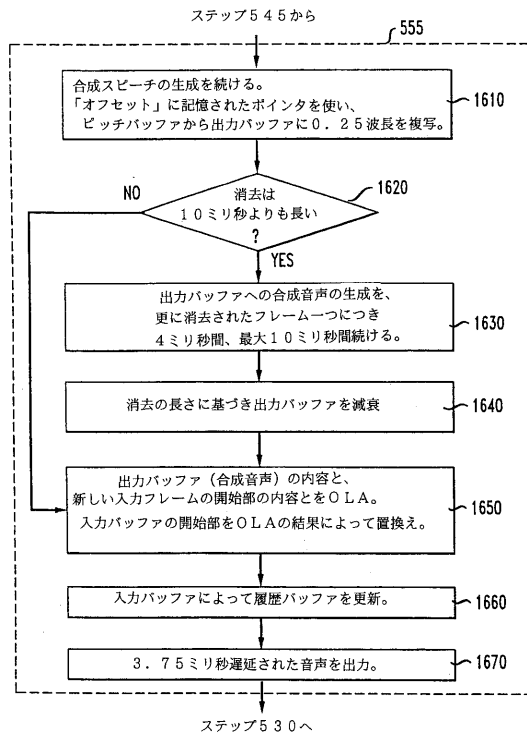 ステップ５４５から
555
合成スピーチの生成を続ける。
「オフセット」に記憶されたポインタを使い、
ピッチバッファから出力バッファに０．２５波長を複写。
1610
消去は
１０ミリ秒よりも長い
?
1620
NO
YES
出力バッファへの合成音声の生成を、
更に消去されたフレーム一つにつき
４ミリ秒間、最大１０ミリ秒間続ける。
1630
消去の長さに基づき出力バッファを減衰
1640
出力バッファ（合成音声）の内容と、
新しい入力フレームの開始部の内容とをＯＬＡ。
入力バッファの開始部をＯＬＡの結果によって置換え。
1650
入力バッファによって履歴バッファを更新。
1660
３．７５ミリ秒遅延された音声を出力。
1670
ステップ５３０へ